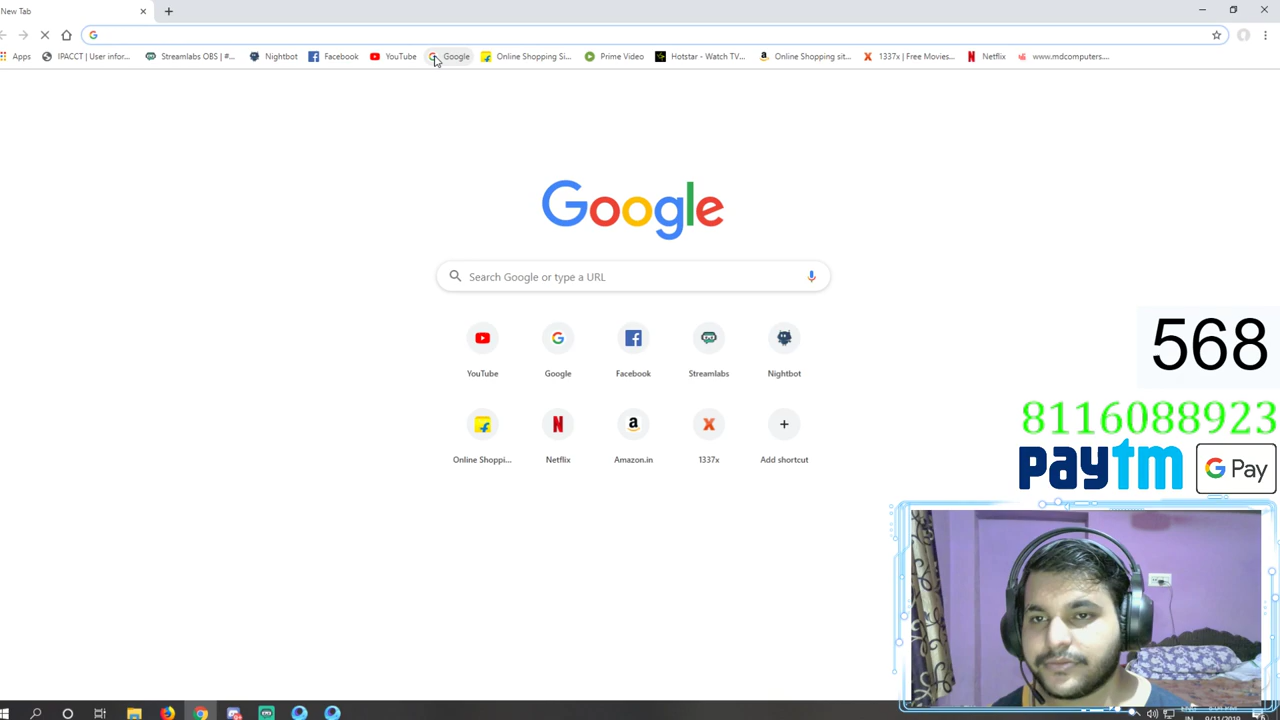 New Tab
Apps IPACCT | User infor... Streamlabs OBS | #... Nightbot Facebook YouTube Google Online Shopping Si... Prime Video Hotstar - Watch TV... Online Shopping sit... 1337x | Free Movies... Netflix www.mdcomputers....
Google
Search Google or type a URL
YouTube Google Facebook Streamlabs Nightbot
Online Shoppi... Netflix Amazon.in 1337x Add shortcut
568
8116088923
paytm G Pay